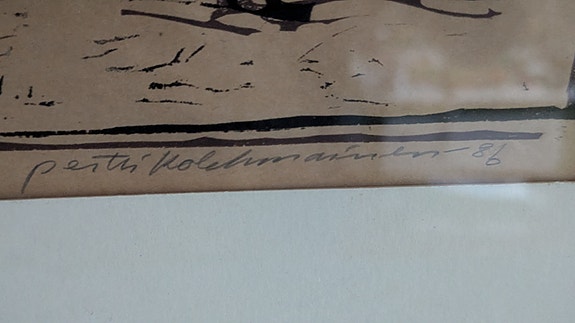 pertti Kolehmainen -86